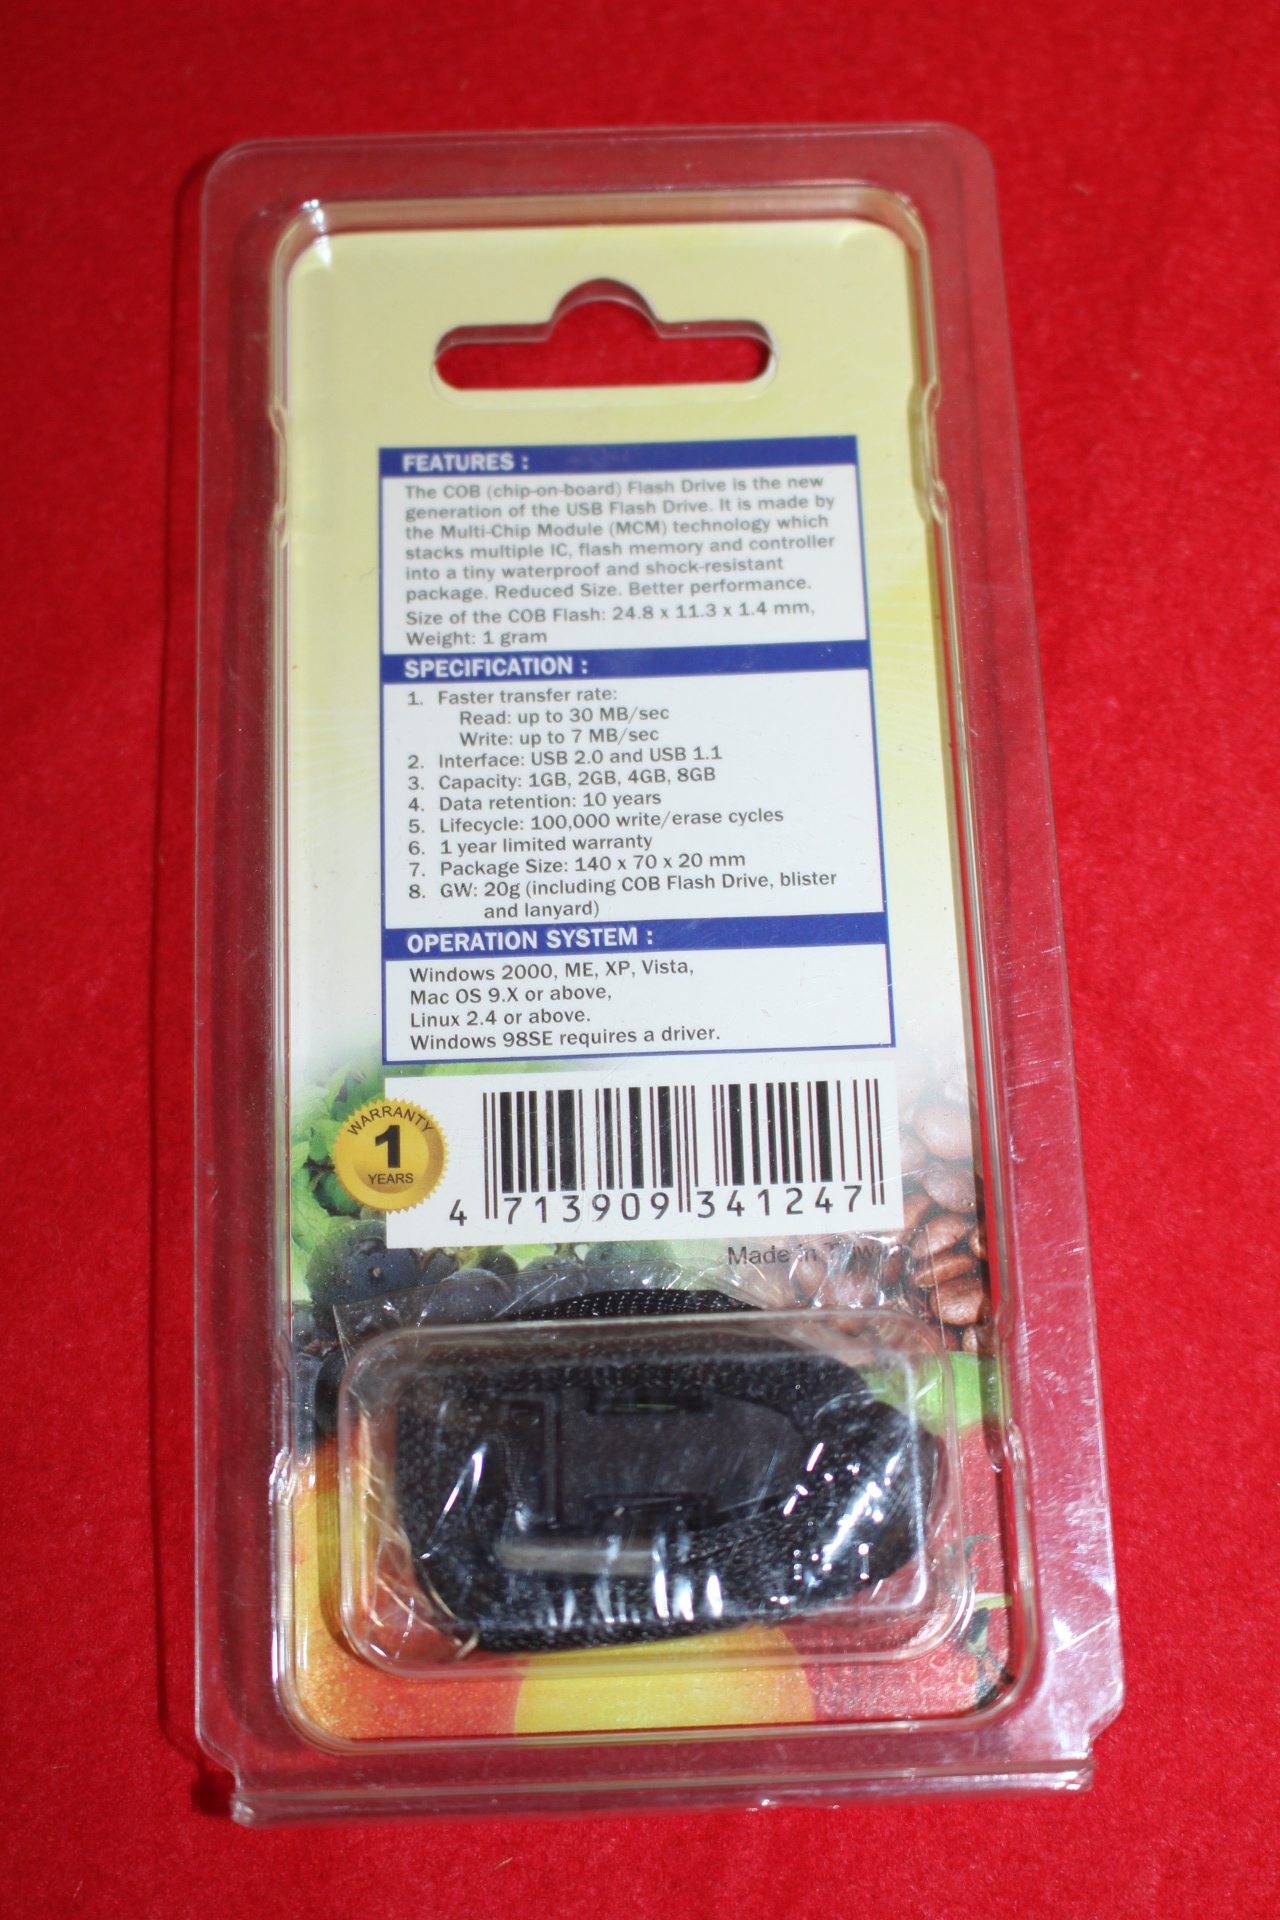 FEATURES :
The COB (chip-on-board) Flash Drive is the new
generation of the USB Flash Drive. It is made by
the Multi-Chip Module (MCM) technology which
stacks multiple IC, flash memory and controller
into a tiny waterproof and shock-resistant
package. Reduced Size. Better performance.
Size of the COB Flash: 24.8 x 11.3 x 1.4 mm,
Weight: 1 gram
SPECIFICATION :
1. Faster transfer rate:
Read: up to 30 MB/sec
Write: up to 7 MB/sec
2. Interface: USB 2.0 and USB 1.1
3. Capacity: 1GB, 2GB, 4GB, 8GB
4. Data retention: 10 years
5. Lifecycle: 100,000 write/erase cycles
6. 1 year limited warranty
7. Package Size: 140 x 70 x 20 mm
8. GW: 20g (including COB Flash Drive, blister
and lanyard)
OPERATION SYSTEM :
Windows 2000, ME, XP, Vista,
Mac OS 9.X or above,
Linux 2.4 or above.
Windows 98SE requires a driver.
WARRANTY
1
YEARS
4 713909 341247
Made in